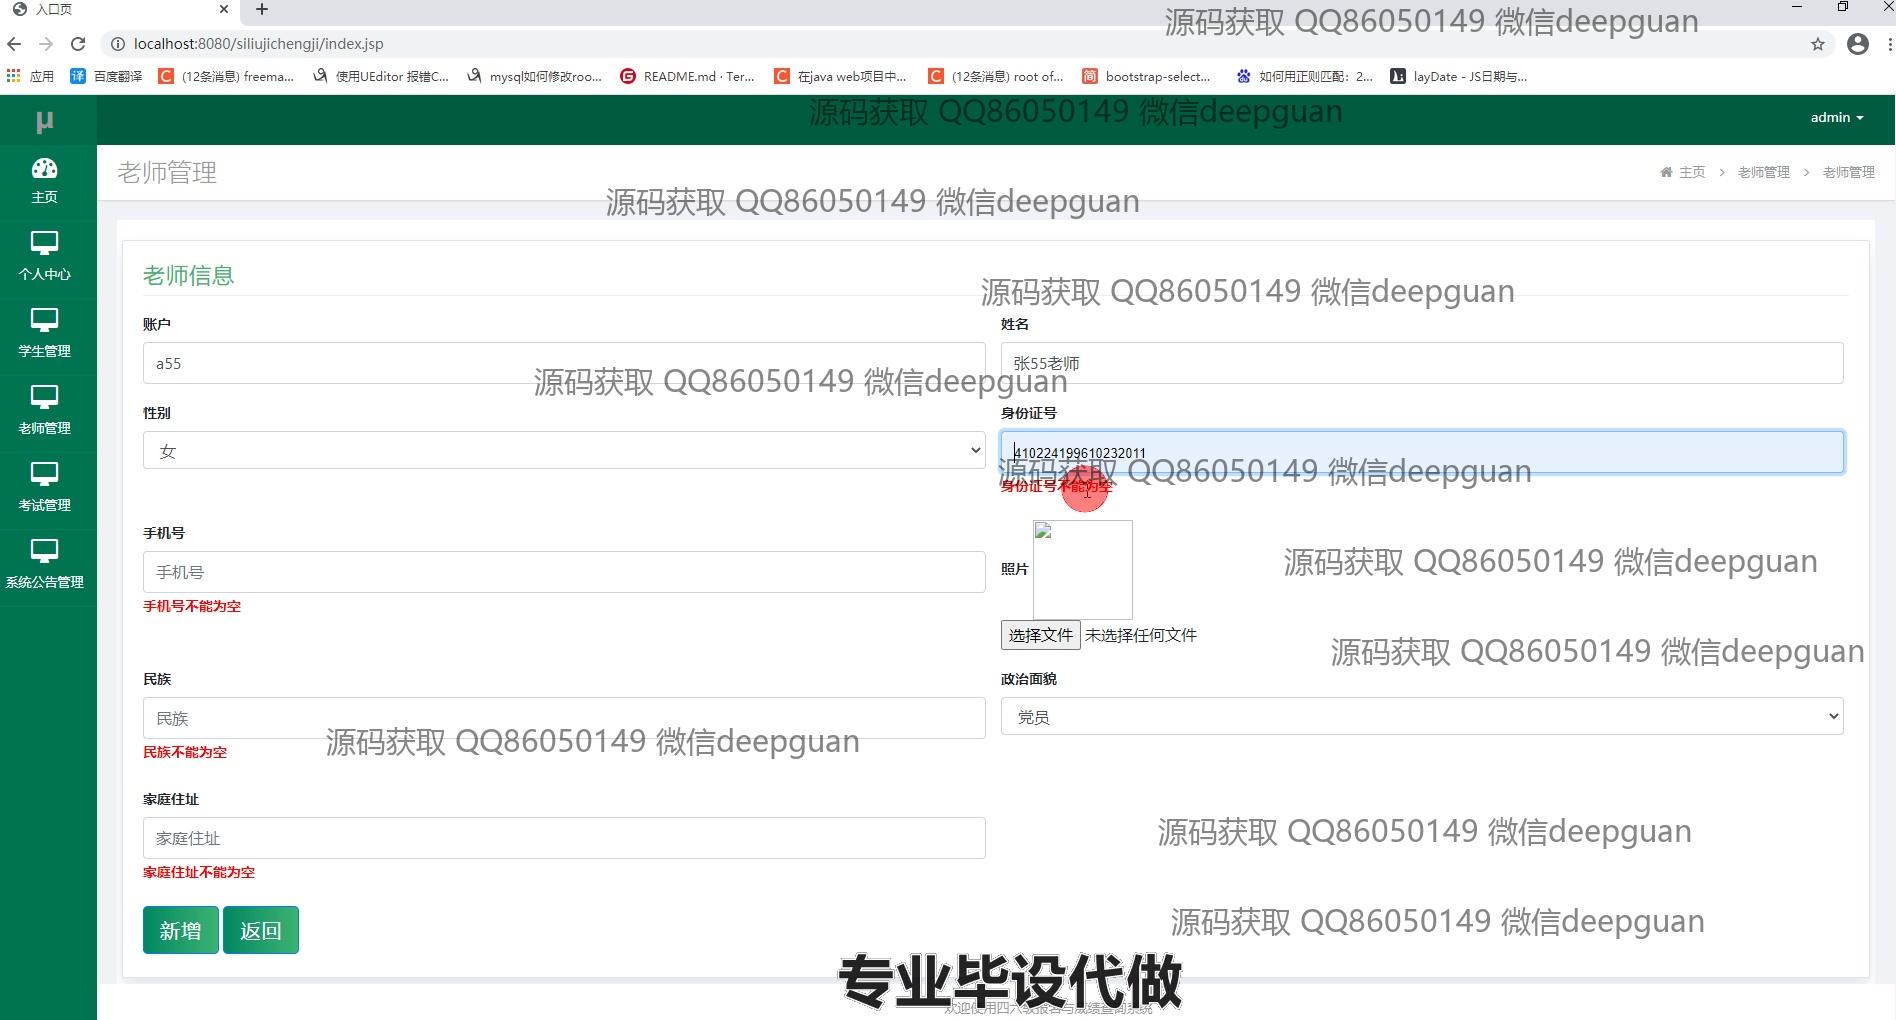 入口页
源码获取 QQ86050149 微信deepguan
localhost:8080/siliujichengji/index.jsp
应用
百度翻译
(12条消息) freema...
使用UEditor 报错C...
mysql如何修改roo...
README.md · Ter...
在java web项目中...
(12条消息) root of...
bootstrap-select...
如何用正则匹配：2...
layDate - JS日期与...
μ
源码获取 QQ86050149 微信deepguan
admin
主页
老师管理
主页 > 老师管理 > 老师管理
源码获取 QQ86050149 微信deepguan
个人中心
老师信息
源码获取 QQ86050149 微信deepguan
学生管理
账户
姓名
a55
张55老师
源码获取 QQ86050149 微信deepguan
老师管理
性别
身份证号
女
410224199610232011
源码获取 QQ86050149 微信deepguan
身份证号不能为空
考试管理
手机号
手机号
手机号不能为空
照片
选择文件 未选择任何文件
源码获取 QQ86050149 微信deepguan
系统公告管理
源码获取 QQ86050149 微信deepguan
民族
政治面貌
民族
党员
民族不能为空
源码获取 QQ86050149 微信deepguan
家庭住址
家庭住址
家庭住址不能为空
源码获取 QQ86050149 微信deepguan
新增
返回
源码获取 QQ86050149 微信deepguan
专业毕设代做
欢迎使用四六级报名与成绩查询系统